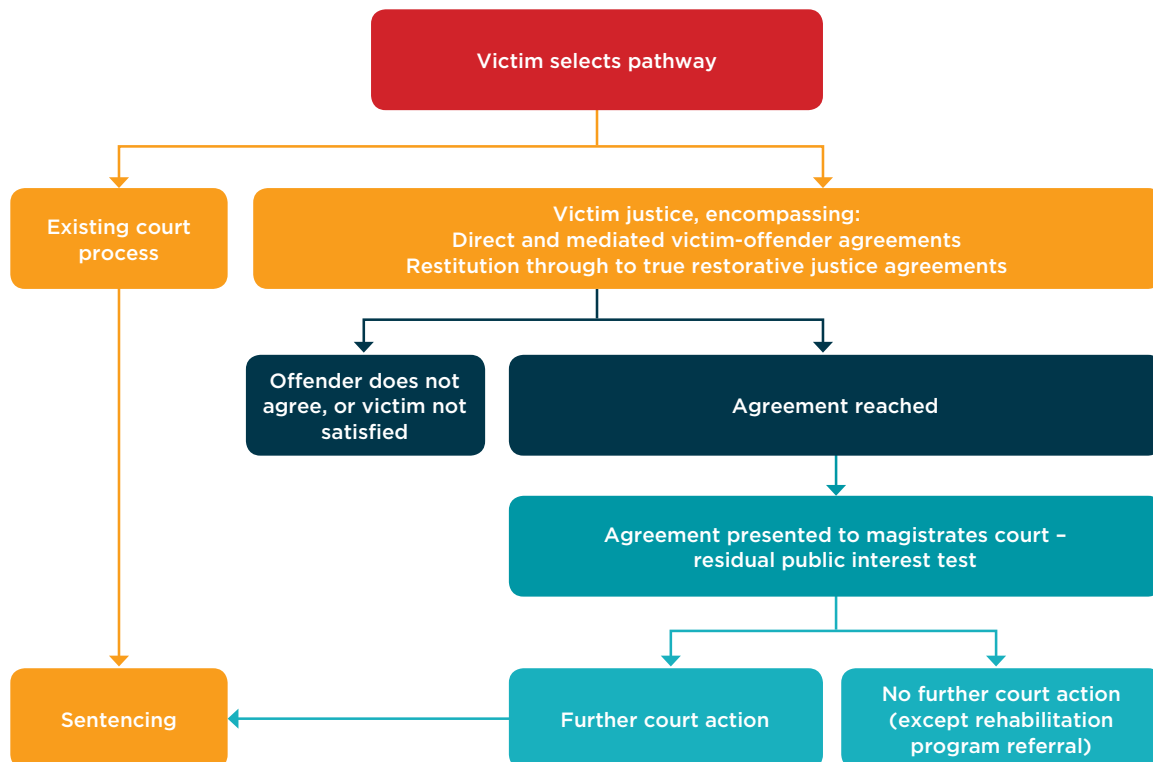 Victim selects pathway
Existing court
process
Victim justice, encompassing:
Direct and mediated victim-offender agreements
Restitution through to true restorative justice agreements
Offender does not
agree, or victim not
satisfied
Agreement reached
Agreement presented to magistrates court –
residual public interest test
Sentencing
Further court action
No further court action
(except rehabilitation
program referral)